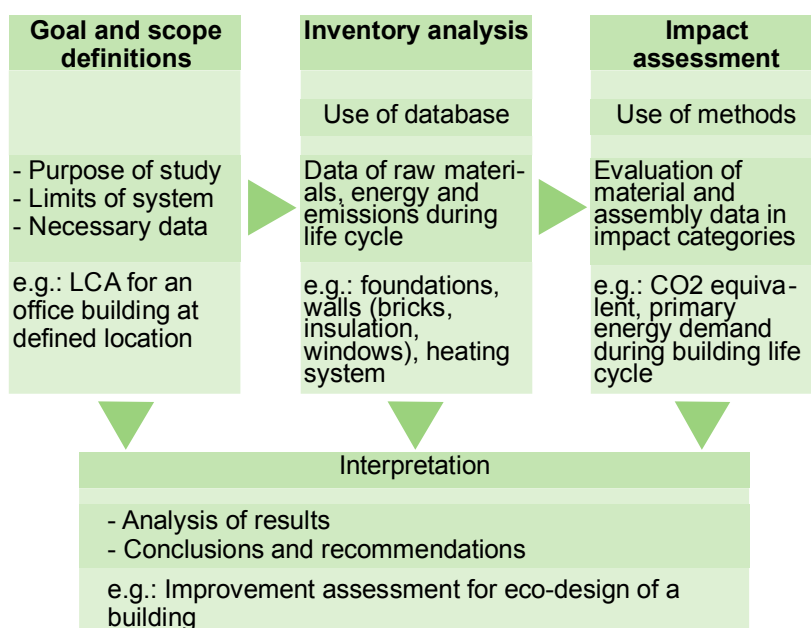 Goal and scope
definitions
- Purpose of study
- Limits of system
- Necessary data
e.g.: LCA for an
office building at
defined location
Inventory analysis
Use of database
Data of raw materi-
als, energy and
emissions during
life cycle
e.g.: foundations,
walls (bricks,
insulation,
windows), heating
system
Impact
assessment
Use of methods
Evaluation of
material and
assembly data in
impact categories
e.g.: CO2 equiva-
lent, primary
energy demand
during building life
cycle
Interpretation
- Analysis of results
- Conclusions and recommendations
e.g.: Improvement assessment for eco-design of a
building